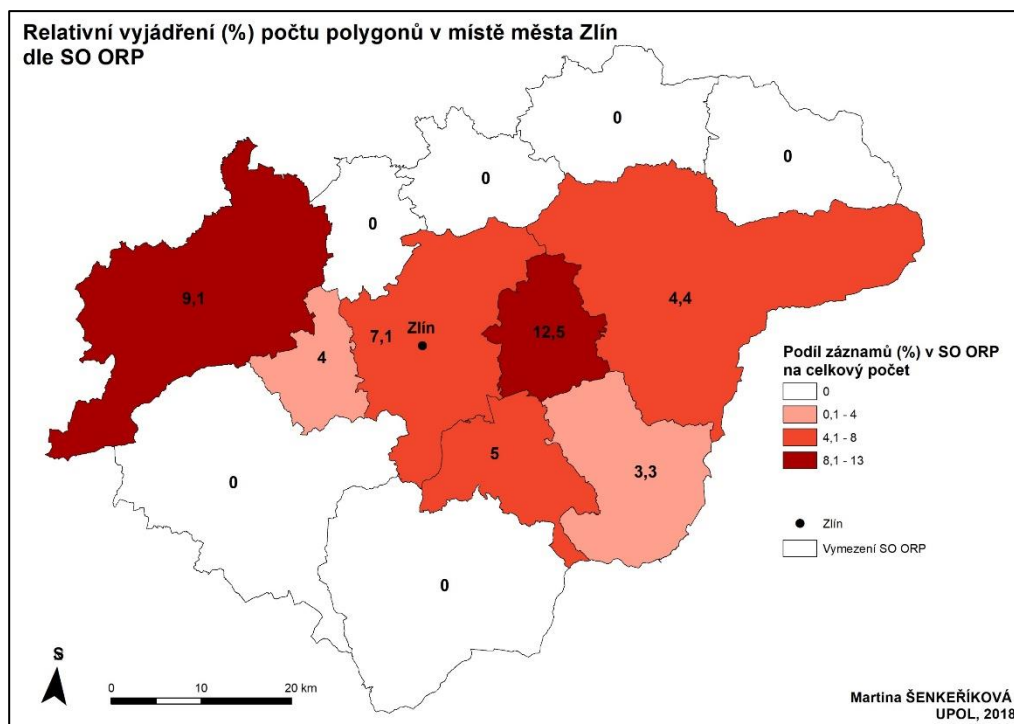 Relativní vyjádření (%) počtu polygonů v místě města Zlín
dle SO ORP
0
0
0
0
9,1
4,4
7,1
Zlín
12,5
4
5
3,3
0
0
Podíl záznamů (%) v SO ORP
na celkový počet
0
0,1 - 4
4,1 - 8
8,1 - 13
Zlín
Vymezení SO ORP
S
0 10 20 km
Martina ŠENKEŘÍKOVÁ
UPOL, 2018